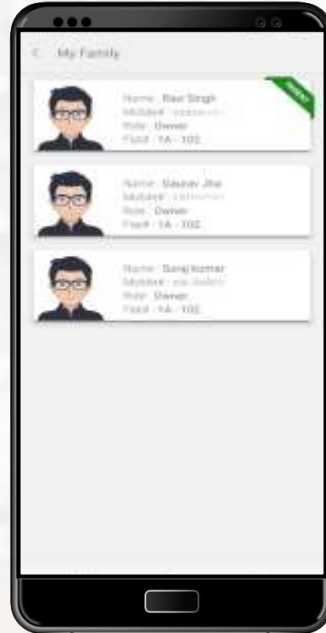 My Family
Name : Ravi Singh
Role : Owner
Flat# : 1A - 102
Name : Gaurav Jha
Role : Owner
Flat# : 1A - 102
Name : Suraj kumar
Role : Owner
Flat# : 1A - 102